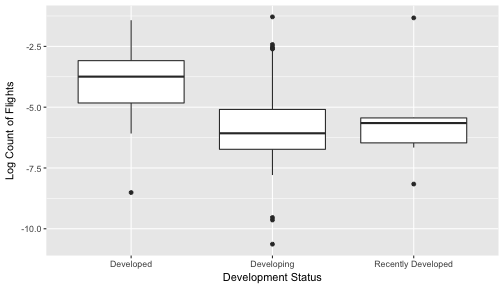 -2.5
-5.0
-7.5
-10.0
Log Count of Flights
Developed
Developing
Recently Developed
Development Status